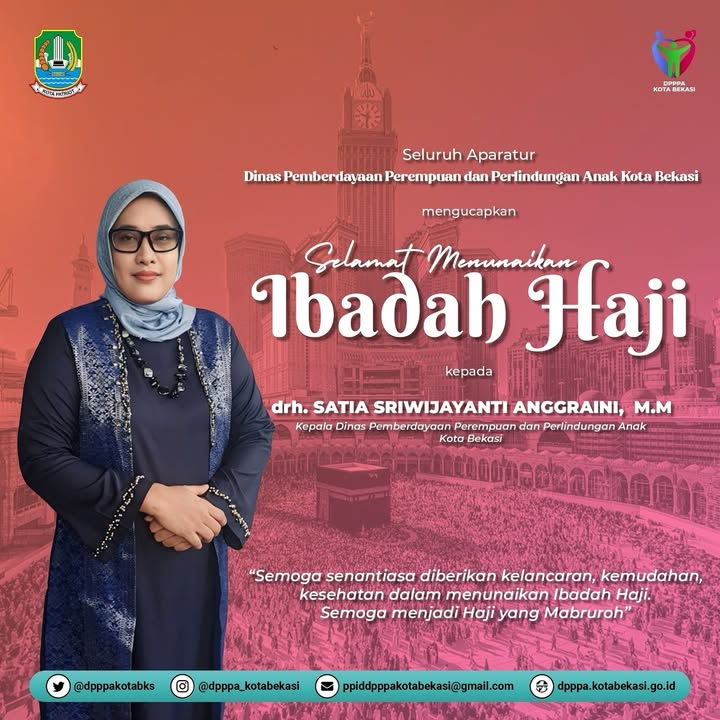 KOTA PATRIOT
DPPPA
KOTA BEKASI
Seluruh Aparatur
Dinas Pemberdayaan Perempuan dan Perlindungan Anak Kota Bekasi
mengucapkan
Selamat Menunaikan
Ibadah Haji
kepada
drh. SATIA SRIWIJAYANTI ANGGRAINI, M.M
Kepala Dinas Pemberdayaan Perempuan dan Perlindungan Anak
Kota Bekasi
“Semoga senantiasa diberikan kelancaran, kemudahan,
kesehatan dalam menunaikan Ibadah Haji.
Semoga menjadi Haji yang Mabruroh”
@dpppakotabks
@dpppa_kotabekasi
ppiddpppakotabekasi@gmail.com
dpppa.kotabekasi.go.id